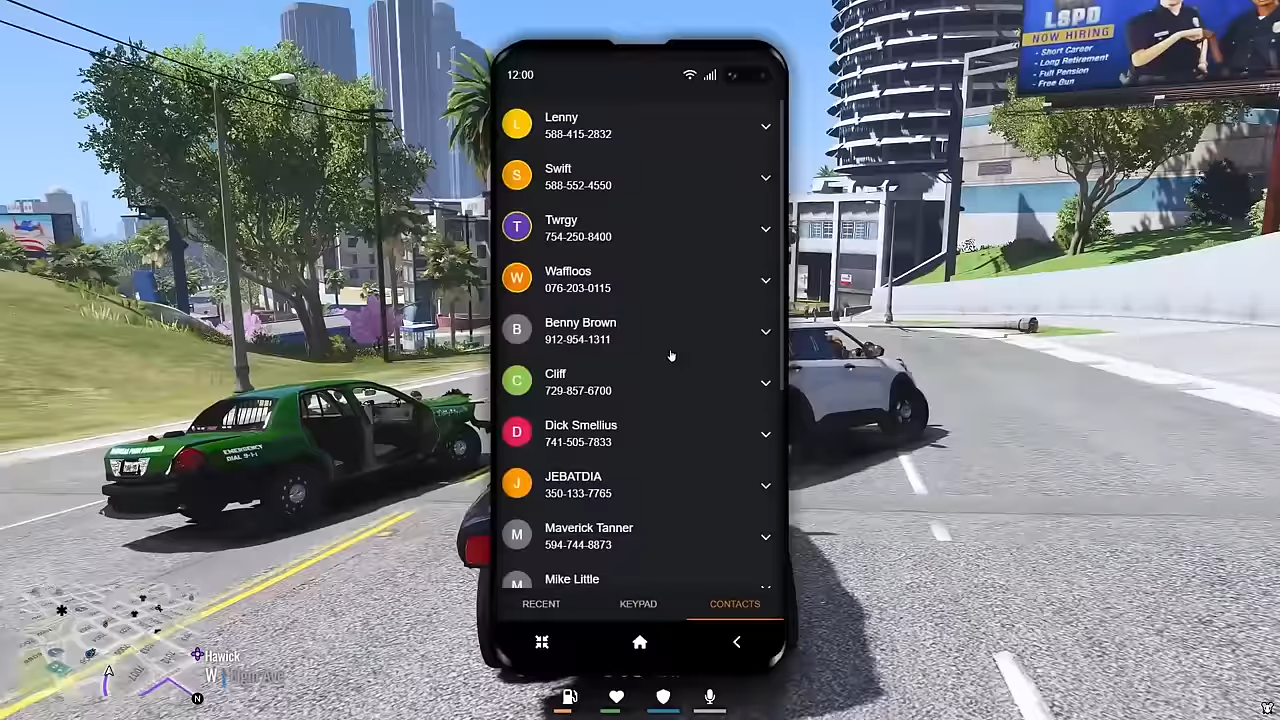 LSPD
NOW HIRING
- Short Career
- Long Retirement
- Full Pension
- Free Gun
12:00
L
Lenny
588-415-2832
S
Swift
588-552-4550
T
Twrgy
754-250-8400
W
Waffloos
076-203-0115
B
Benny Brown
912-954-1311
C
Cliff
729-857-6700
D
Dick Smellius
741-505-7833
J
JEBATDIA
350-133-7765
M
Maverick Tanner
594-744-8873
M
Mike Little
RECENT
KEYPAD
CONTACTS
EMERGENCY
DIAL 9-1-1
Hawick
W
N